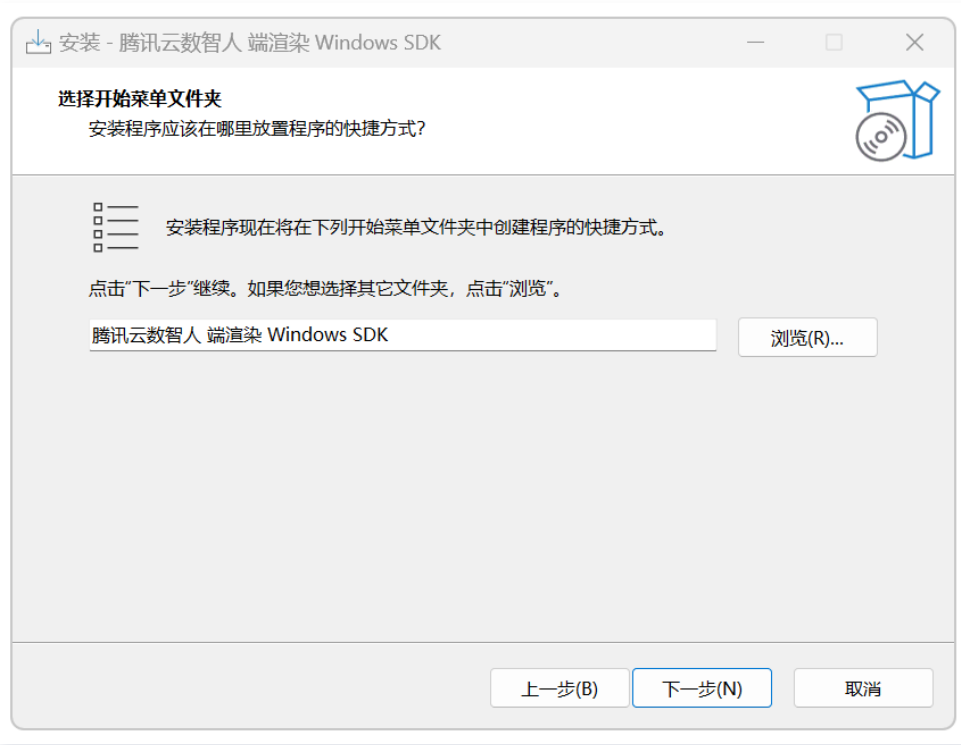 安装 - 腾讯云数智人 端渲染 Windows SDK
选择开始菜单文件夹
安装程序应该在哪里放置程序的快捷方式？
安装程序现在将在下列开始菜单文件夹中创建程序的快捷方式。
点击“下一步”继续。如果您想选择其它文件夹，点击“浏览”。
腾讯云数智人 端渲染 Windows SDK
浏览(R)...
上一步(B)
下一步(N)
取消